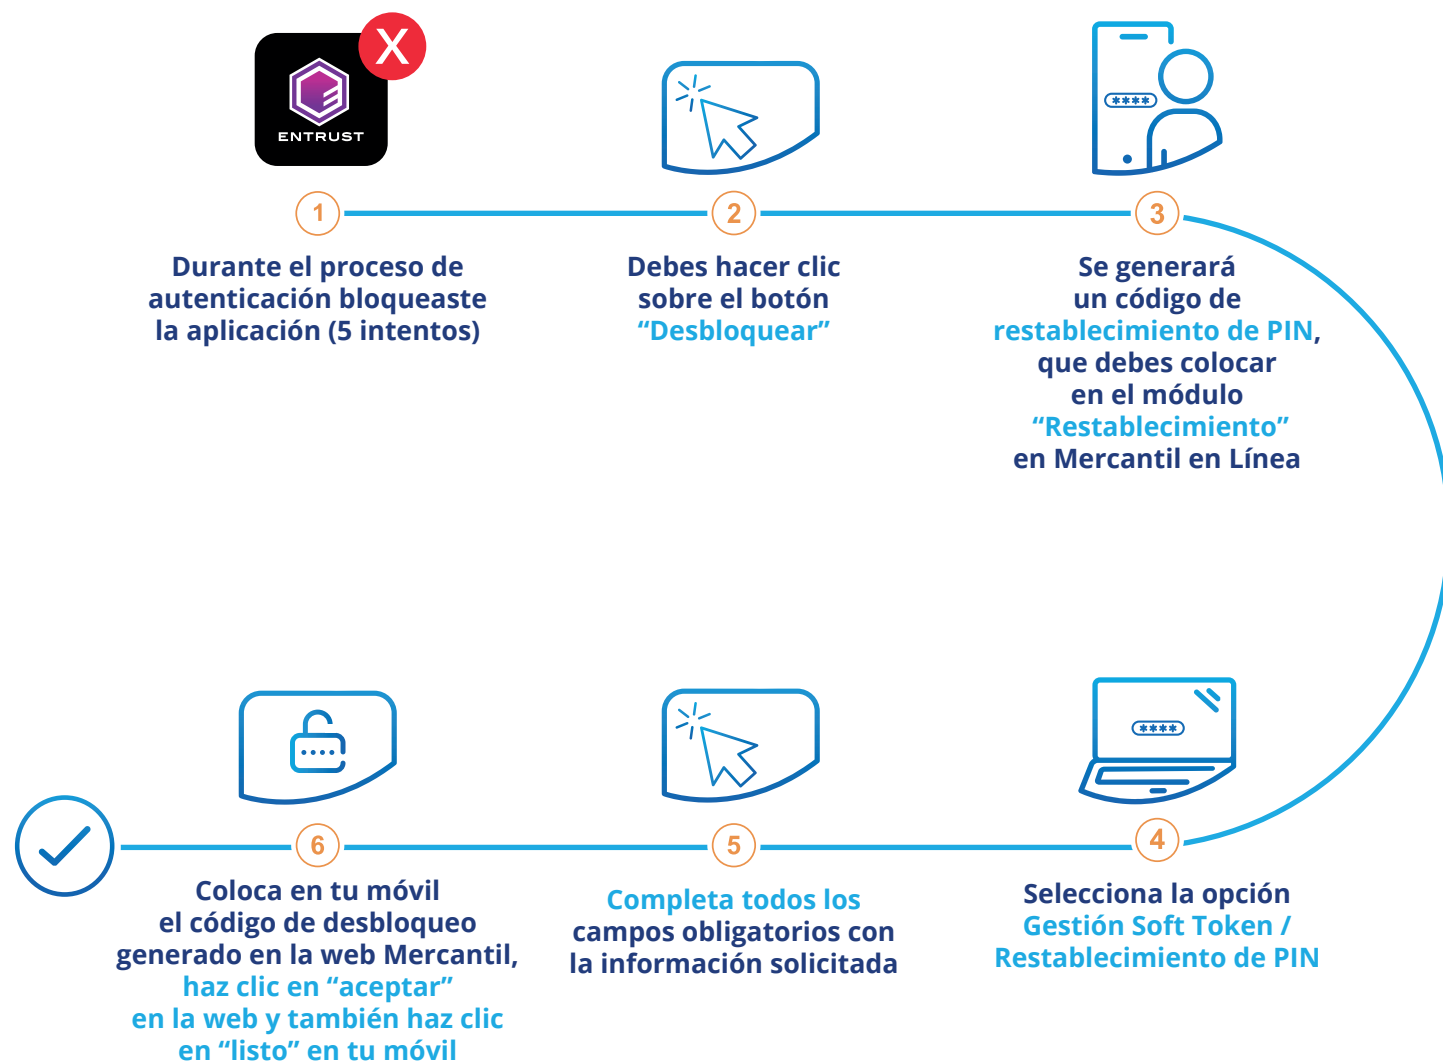 X
ENTRUST
1
Durante el proceso de
autenticación bloqueaste
la aplicación (5 intentos)
2
Debes hacer clic
sobre el botón
“Desbloquear”
****
3
Se generará
un código de
restablecimiento de PIN,
que debes colocar
en el módulo
“Restablecimiento”
en Mercantil en Línea
****
4
Selecciona la opción
Gestión Soft Token /
Restablecimiento de PIN
5
Completa todos los
campos obligatorios con
la información solicitada
6
Coloca en tu móvil
el código de desbloqueo
generado en la web Mercantil,
haz clic en “aceptar”
en la web y también haz clic
en “listo” en tu móvil